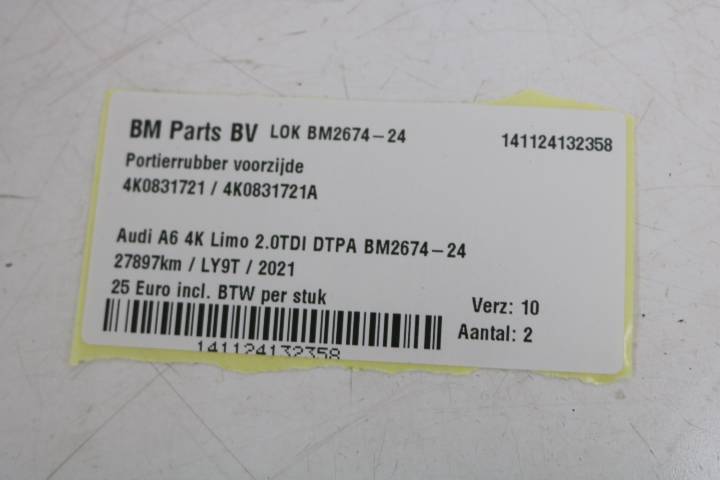 BM Parts BV LOK BM2674-24 141124132358
Portierrubber voorzijde
4K0831721 / 4K0831721A
Audi A6 4K Limo 2.0TDI DTPA BM2674-24
27897km / LY9T / 2021
25 Euro incl. BTW per stuk
Verz: 10
Aantal: 2
141124132358